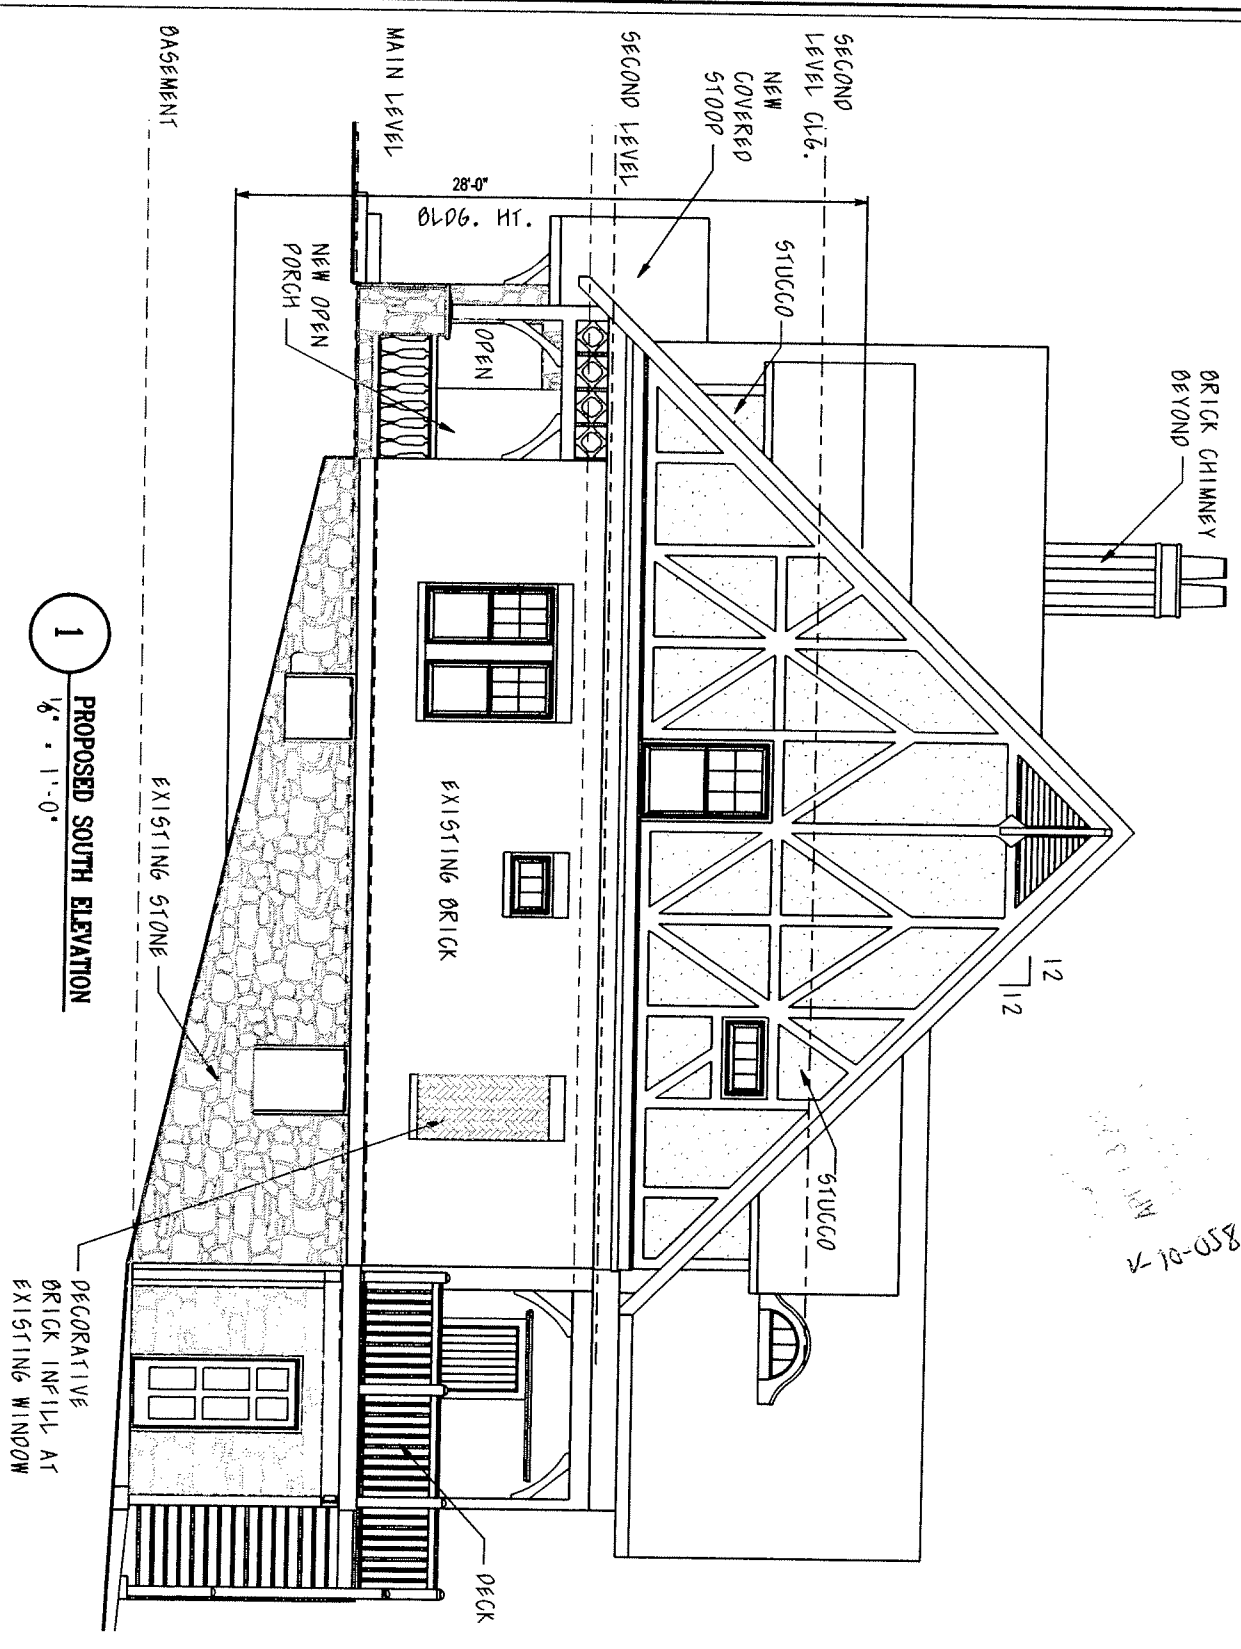 BRICK CHIMNEY
BEYOND
SECOND
LEVEL CLG.
NEW
COVERED
STOOP
STUCCO
SECOND LEVEL
12
12
STUCCO
28'-0"
BLDG. HT.
MAIN LEVEL
OPEN
NEW OPEN
PORCH
EXISTING BRICK
BASEMENT
EXISTING STONE
DECK
DECORATIVE
BRICK INFILL AT
EXISTING WINDOW
1
PROPOSED SOUTH ELEVATION
1'-0"
V-10-058